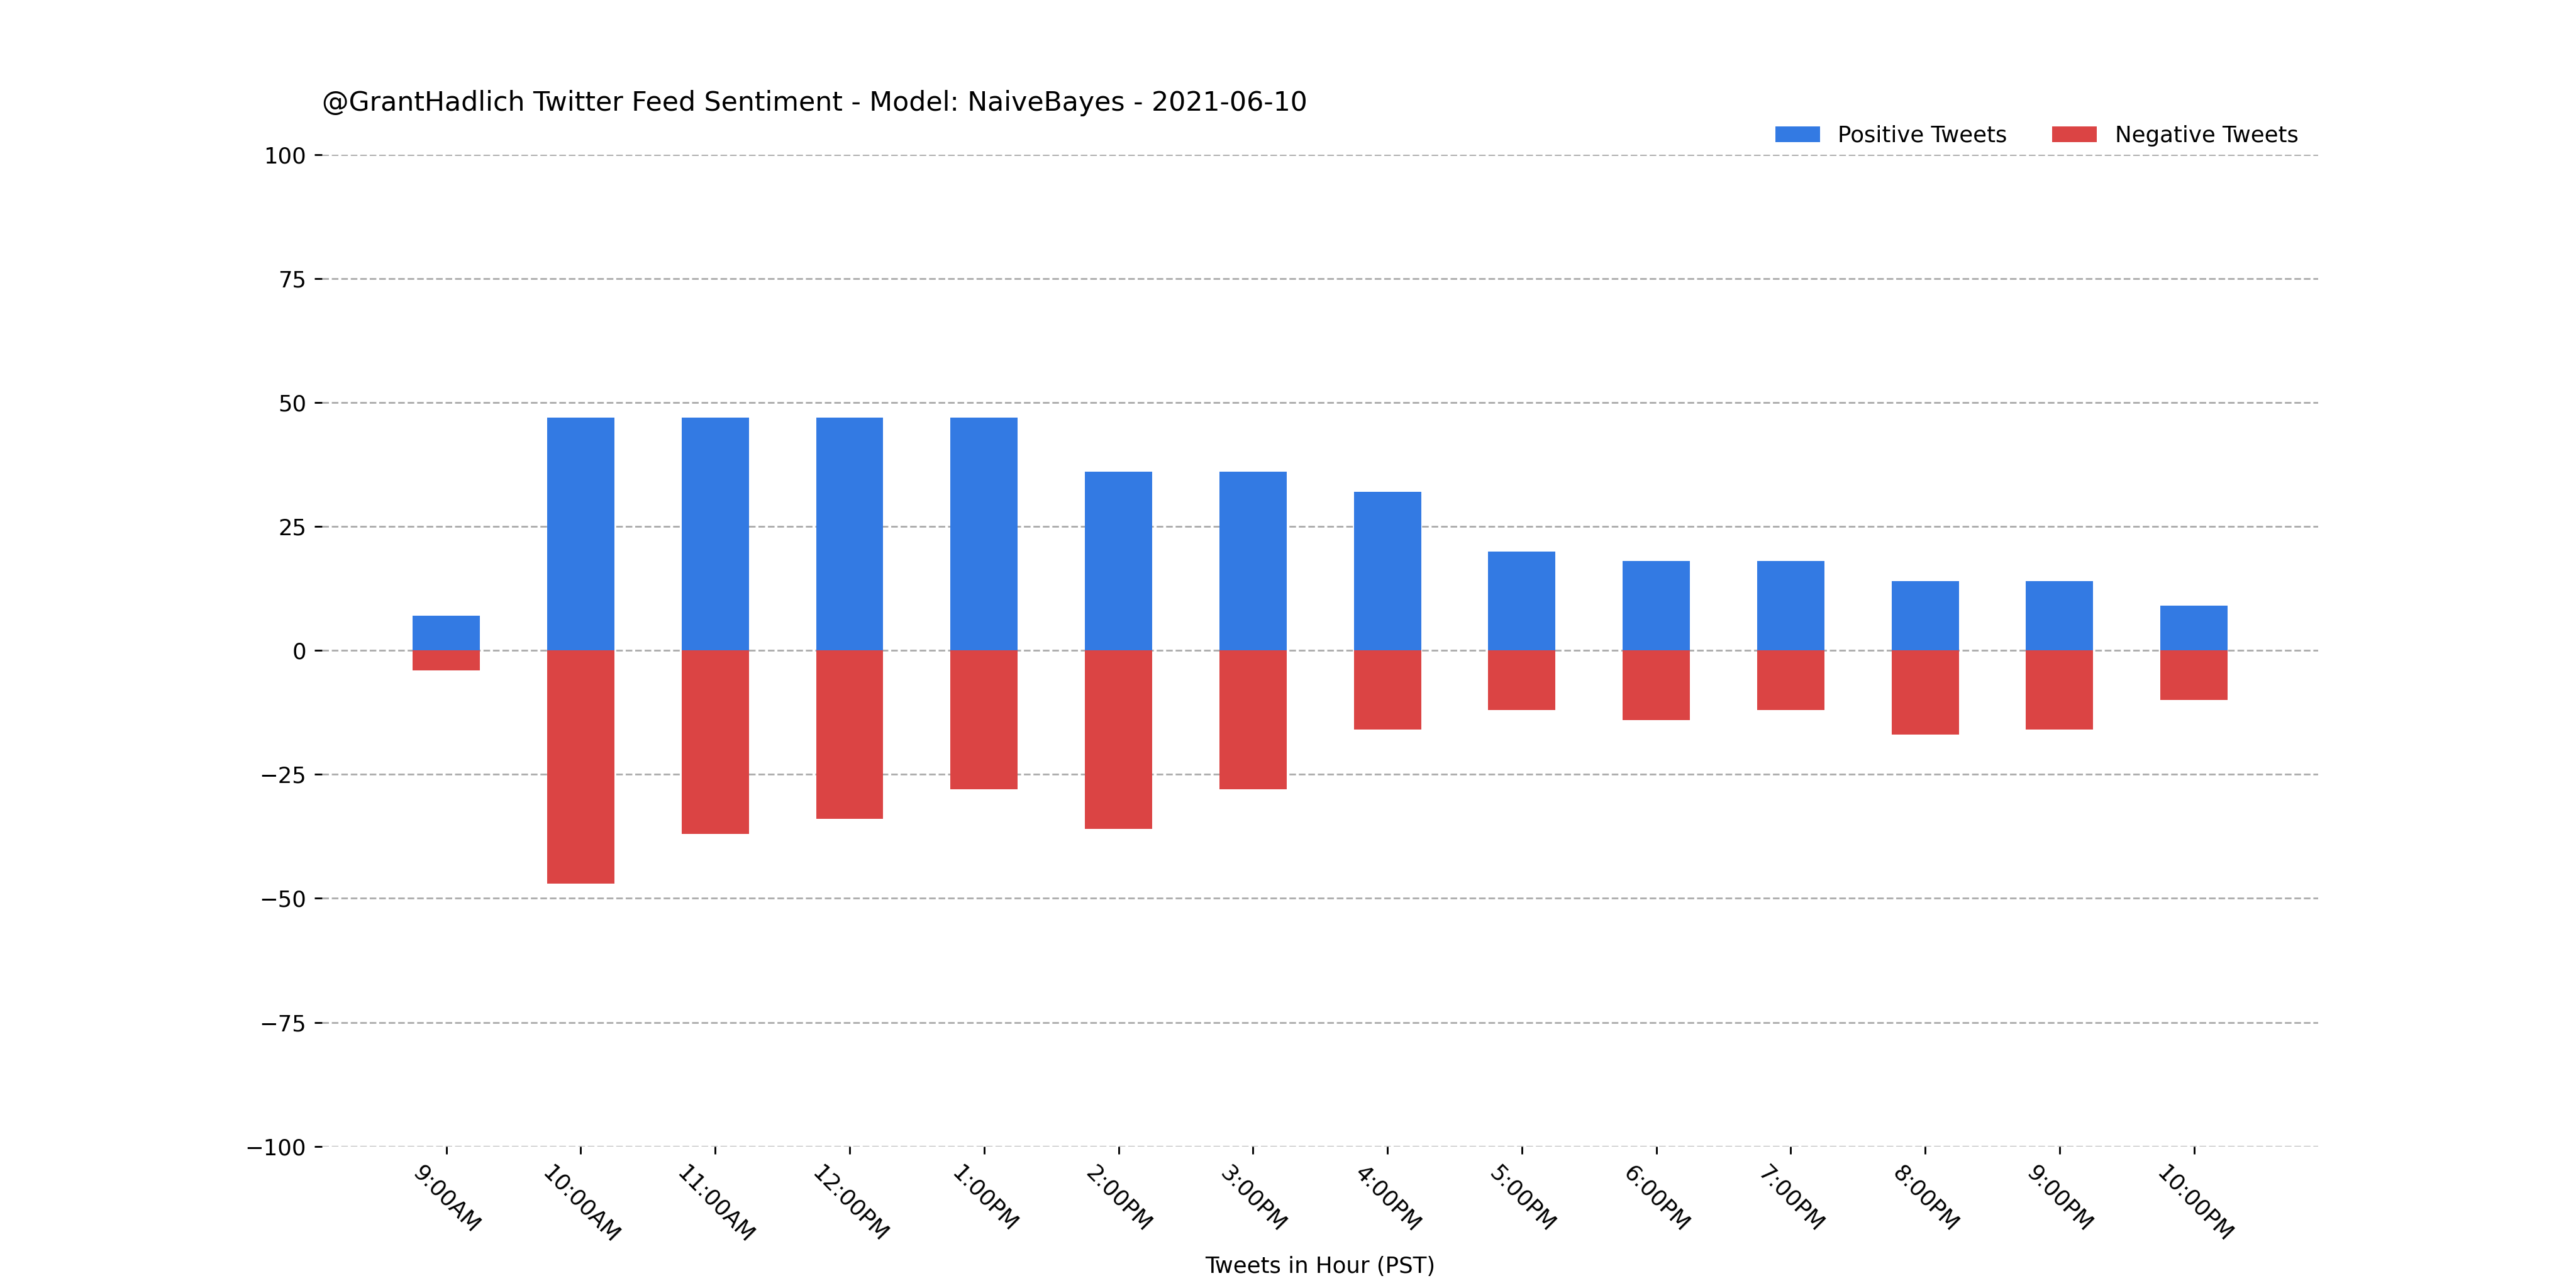 @GrantHadlich Twitter Feed Sentiment - Model: NaiveBayes - 2021-06-10
Positive Tweets Negative Tweets
100
75
50
25
0
−25
−50
−75
−100
9:00AM 10:00AM 11:00AM 12:00PM 1:00PM 2:00PM 3:00PM 4:00PM 5:00PM 6:00PM 7:00PM 8:00PM 9:00PM 10:00PM
Tweets in Hour (PST)